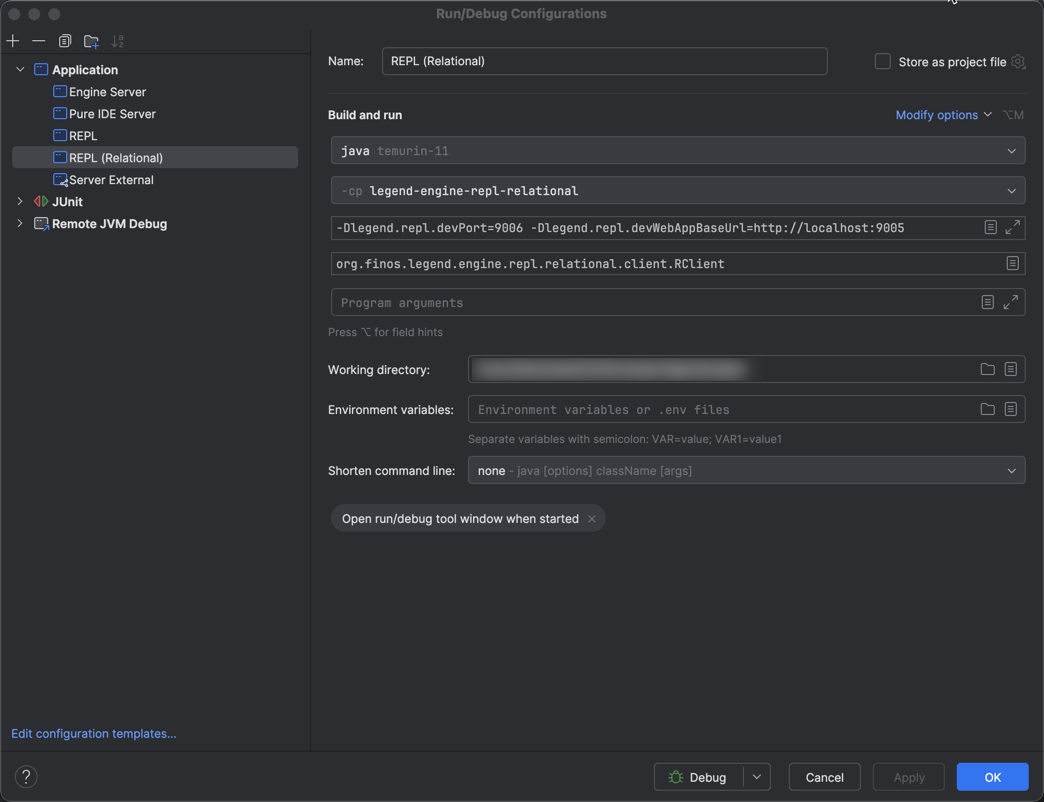 Run/Debug Configurations
Application
Engine Server
Pure IDE Server
REPL
REPL (Relational)
Server External
JUnit
Remote JVM Debug
Edit configuration templates...
Name: REPL (Relational) Store as project file
Build and run Modify options ⌥M
java temurin-11
-cp legend-engine-repl-relational
-Dlegend.repl.devPort=9006 -Dlegend.repl.devWebAppBaseUrl=http://localhost:9005
org.finos.legend.engine.repl.relational.client.RClient
Program arguments
Press ⌥ for field hints
Working directory:
Environment variables: Environment variables or .env files
Separate variables with semicolon: VAR=value; VAR1=value1
Shorten command line: none - java [options] className [args]
Open run/debug tool window when started ×
? Debug Cancel Apply OK